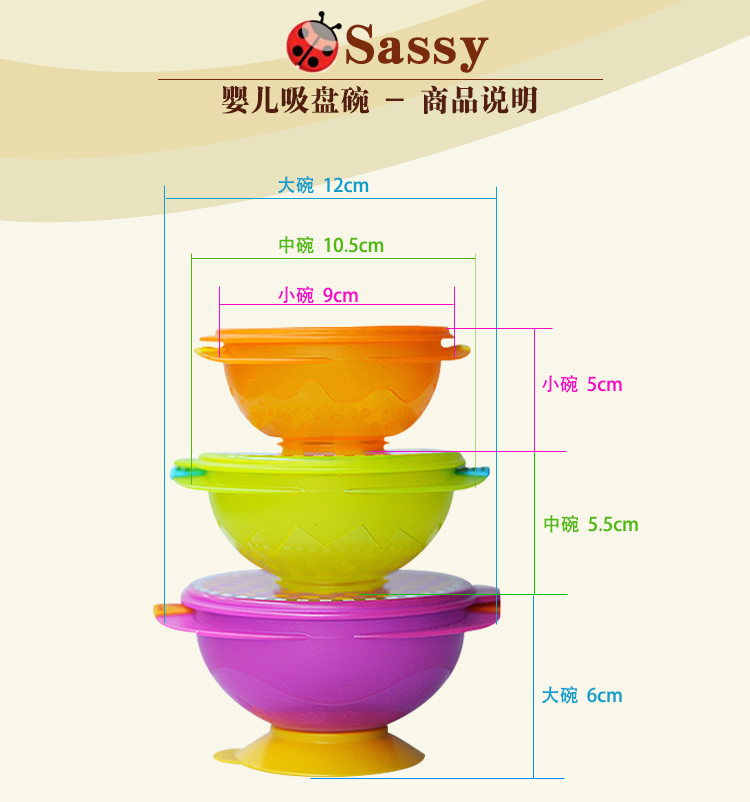 Sassy
婴儿吸盘碗 – 商品说明
大碗 12cm
中碗 10.5cm
小碗 9cm
小碗 5cm
中碗 5.5cm
大碗 6cm